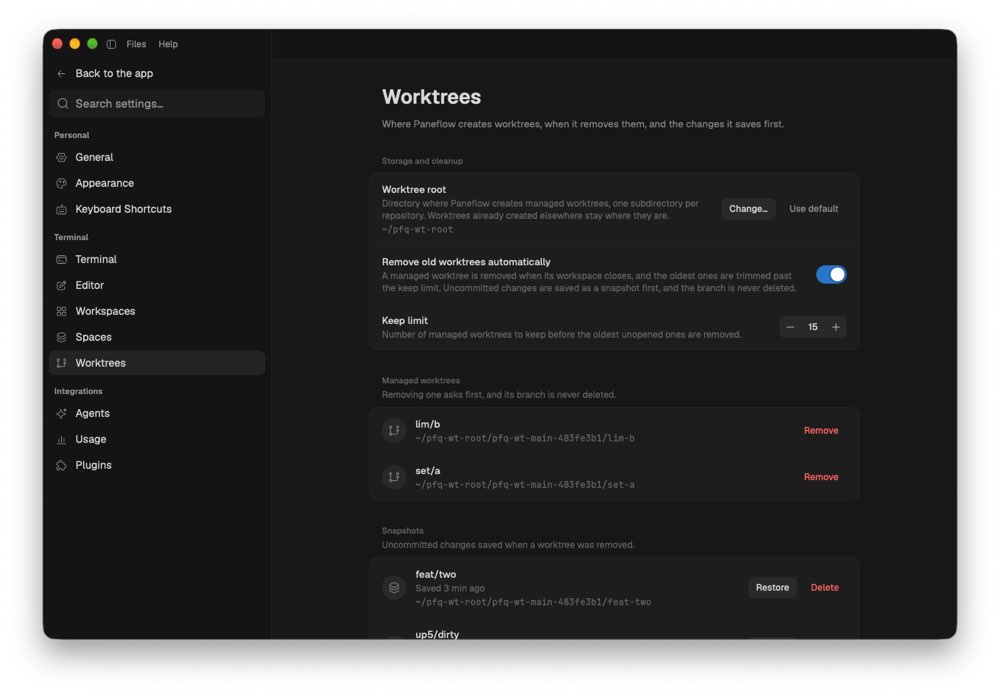 Files Help
Back to the app
Search settings...
Personal
General
Appearance
Keyboard Shortcuts
Terminal
Terminal
Editor
Workspaces
Spaces
Worktrees
Integrations
Agents
Usage
Plugins
Worktrees
Where Paneflow creates worktrees, when it removes them, and the changes it saves first.
Storage and cleanup
Worktree root
Directory where Paneflow creates managed worktrees, one subdirectory per
repository. Worktrees already created elsewhere stay where they are.
~/pfq-wt-root
Change... Use default
Remove old worktrees automatically
A managed worktree is removed when its workspace closes, and the oldest ones are trimmed past
the keep limit. Uncommitted changes are saved as a snapshot first, and the branch is never deleted.
Keep limit
Number of managed worktrees to keep before the oldest unopened ones are removed.
− 15 +
Managed worktrees
Removing one asks first, and its branch is never deleted.
lim/b
~/pfq-wt-root/pfq-wt-main-483fe3b1/lim-b
Remove
set/a
~/pfq-wt-root/pfq-wt-main-483fe3b1/set-a
Remove
Snapshots
Uncommitted changes saved when a worktree was removed.
feat/two
Saved 3 min ago
~/pfq-wt-root/pfq-wt-main-483fe3b1/feat-two
Restore Delete
up5/dirty